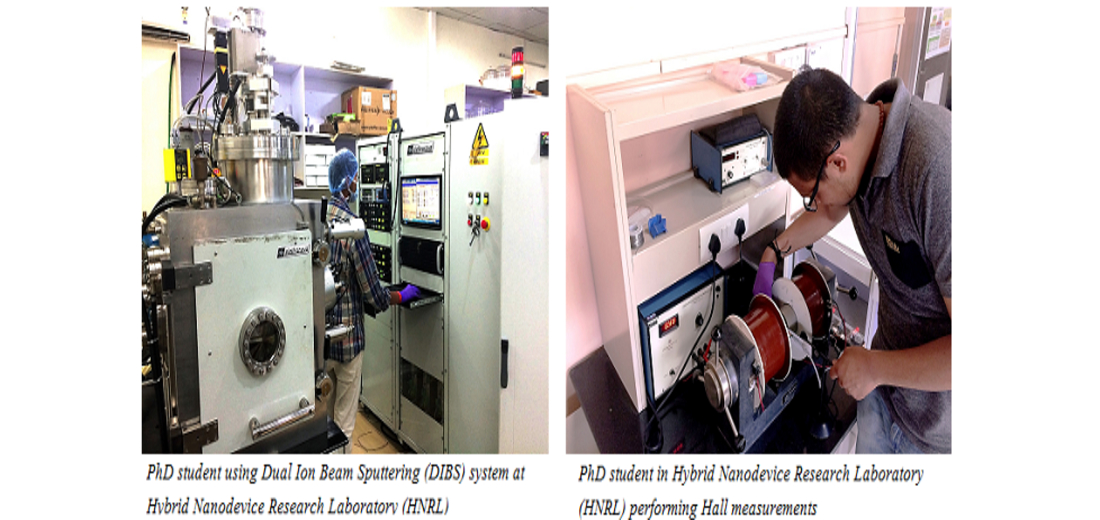 PhD student using Dual Ion Beam Sputtering (DIBS) system at
Hybrid Nanodevice Research Laboratory (HNRL)
PhD student in Hybrid Nanodevice Research Laboratory
(HNRL) performing Hall measurements